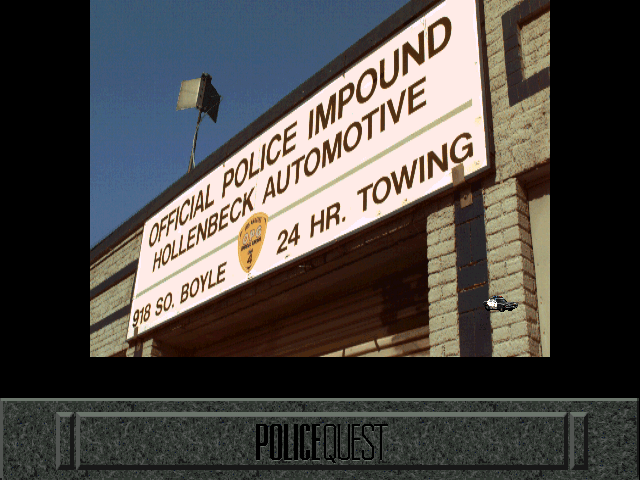 OFFICIAL POLICE IMPOUND
HOLLENBECK AUTOMOTIVE
24 HR. TOWING
918 SO. BOYLE
POLICEQUEST